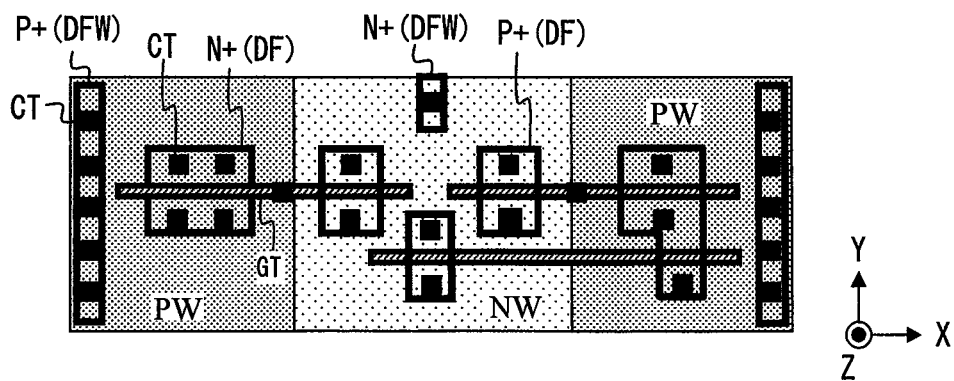 P+(DFW)
CT
N+(DF)
N+(DFW)
P+(DF)
CT
PW
GT
PW
NW
Y
X
Z